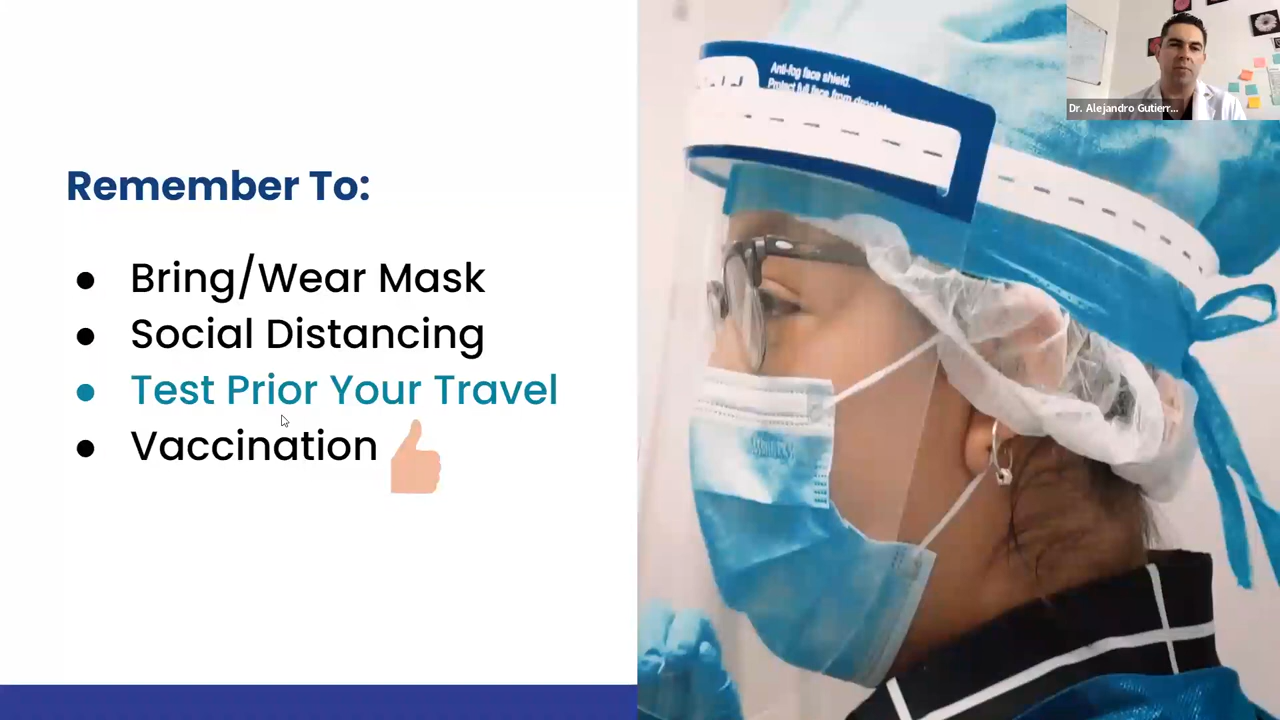 Remember To:
● Bring/Wear Mask
● Social Distancing
● Test Prior Your Travel
● Vaccination
Anti-fog face shield.
Protect full face from droplets
Dr. Alejandro Gutierr...